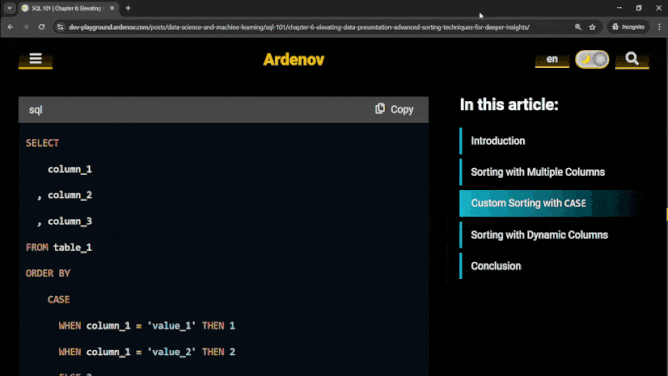 SQL 101 | Chapter 6: Elevating
dev-playground.ardenov.com/posts/data-science-and-machine-learning/sql-101/chapter-6-elevating-data-presentation-advanced-sorting-techniques-for-deeper-insights/
Incognito
Ardenov
en
sql
Copy
SELECT
column_1
, column_2
, column_3
FROM table_1
ORDER BY
CASE
WHEN column_1 = 'value_1' THEN 1
WHEN column_1 = 'value_2' THEN 2
In this article:
Introduction
Sorting with Multiple Columns
Custom Sorting with CASE
Sorting with Dynamic Columns
Conclusion